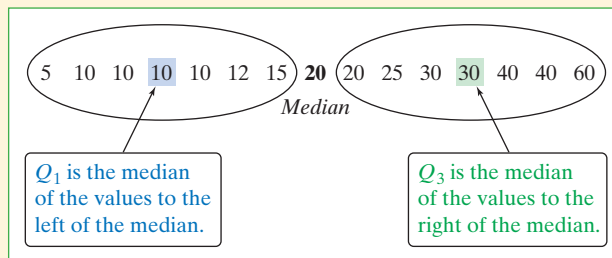 5 10 10 10 10 12 15 20 20 25 30 30 40 40 60
Median
Q1 is the median
of the values to the
left of the median.
Q3 is the median
of the values to the
right of the median.